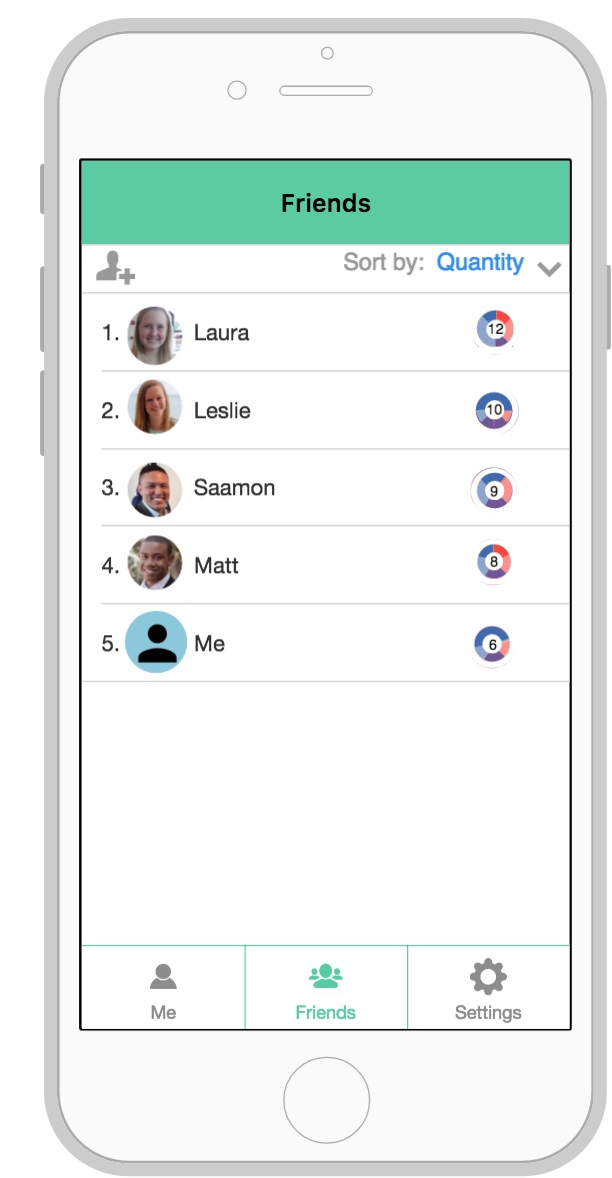 Friends
Sort by: Quantity
1. Laura 12
2. Leslie 10
3. Saamon 9
4. Matt 8
5. Me 6
Me Friends Settings